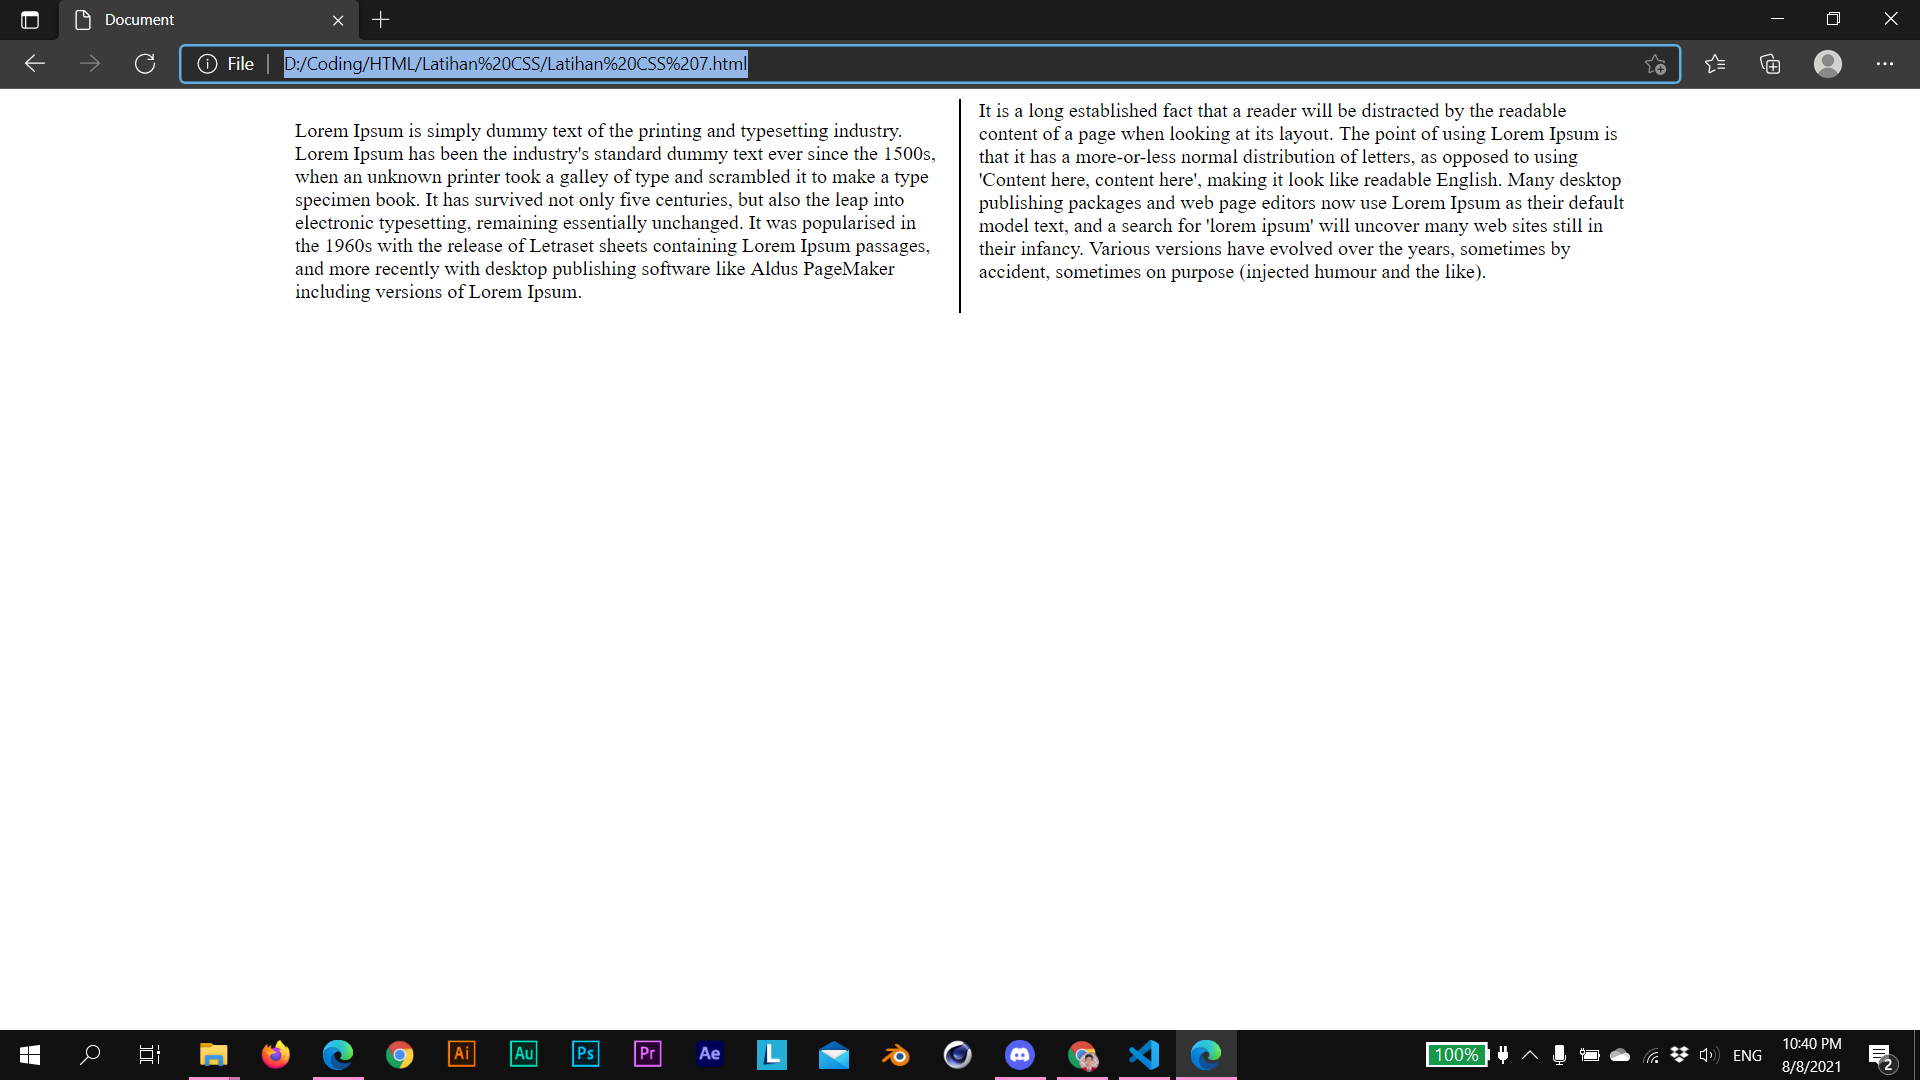 Document
File
D:/Coding/HTML/Latihan%20CSS/Latihan%20CSS%207.html
Lorem Ipsum is simply dummy text of the printing and typesetting industry.
Lorem Ipsum has been the industry's standard dummy text ever since the 1500s,
when an unknown printer took a galley of type and scrambled it to make a type
specimen book. It has survived not only five centuries, but also the leap into
electronic typesetting, remaining essentially unchanged. It was popularised in
the 1960s with the release of Letraset sheets containing Lorem Ipsum passages,
and more recently with desktop publishing software like Aldus PageMaker
including versions of Lorem Ipsum.
It is a long established fact that a reader will be distracted by the readable
content of a page when looking at its layout. The point of using Lorem Ipsum is
that it has a more-or-less normal distribution of letters, as opposed to using
'Content here, content here', making it look like readable English. Many desktop
publishing packages and web page editors now use Lorem Ipsum as their default
model text, and a search for 'lorem ipsum' will uncover many web sites still in
their infancy. Various versions have evolved over the years, sometimes by
accident, sometimes on purpose (injected humour and the like).
Ai
Au
Ps
Pr
Ae
L
100%
ENG
10:40 PM
8/8/2021
2